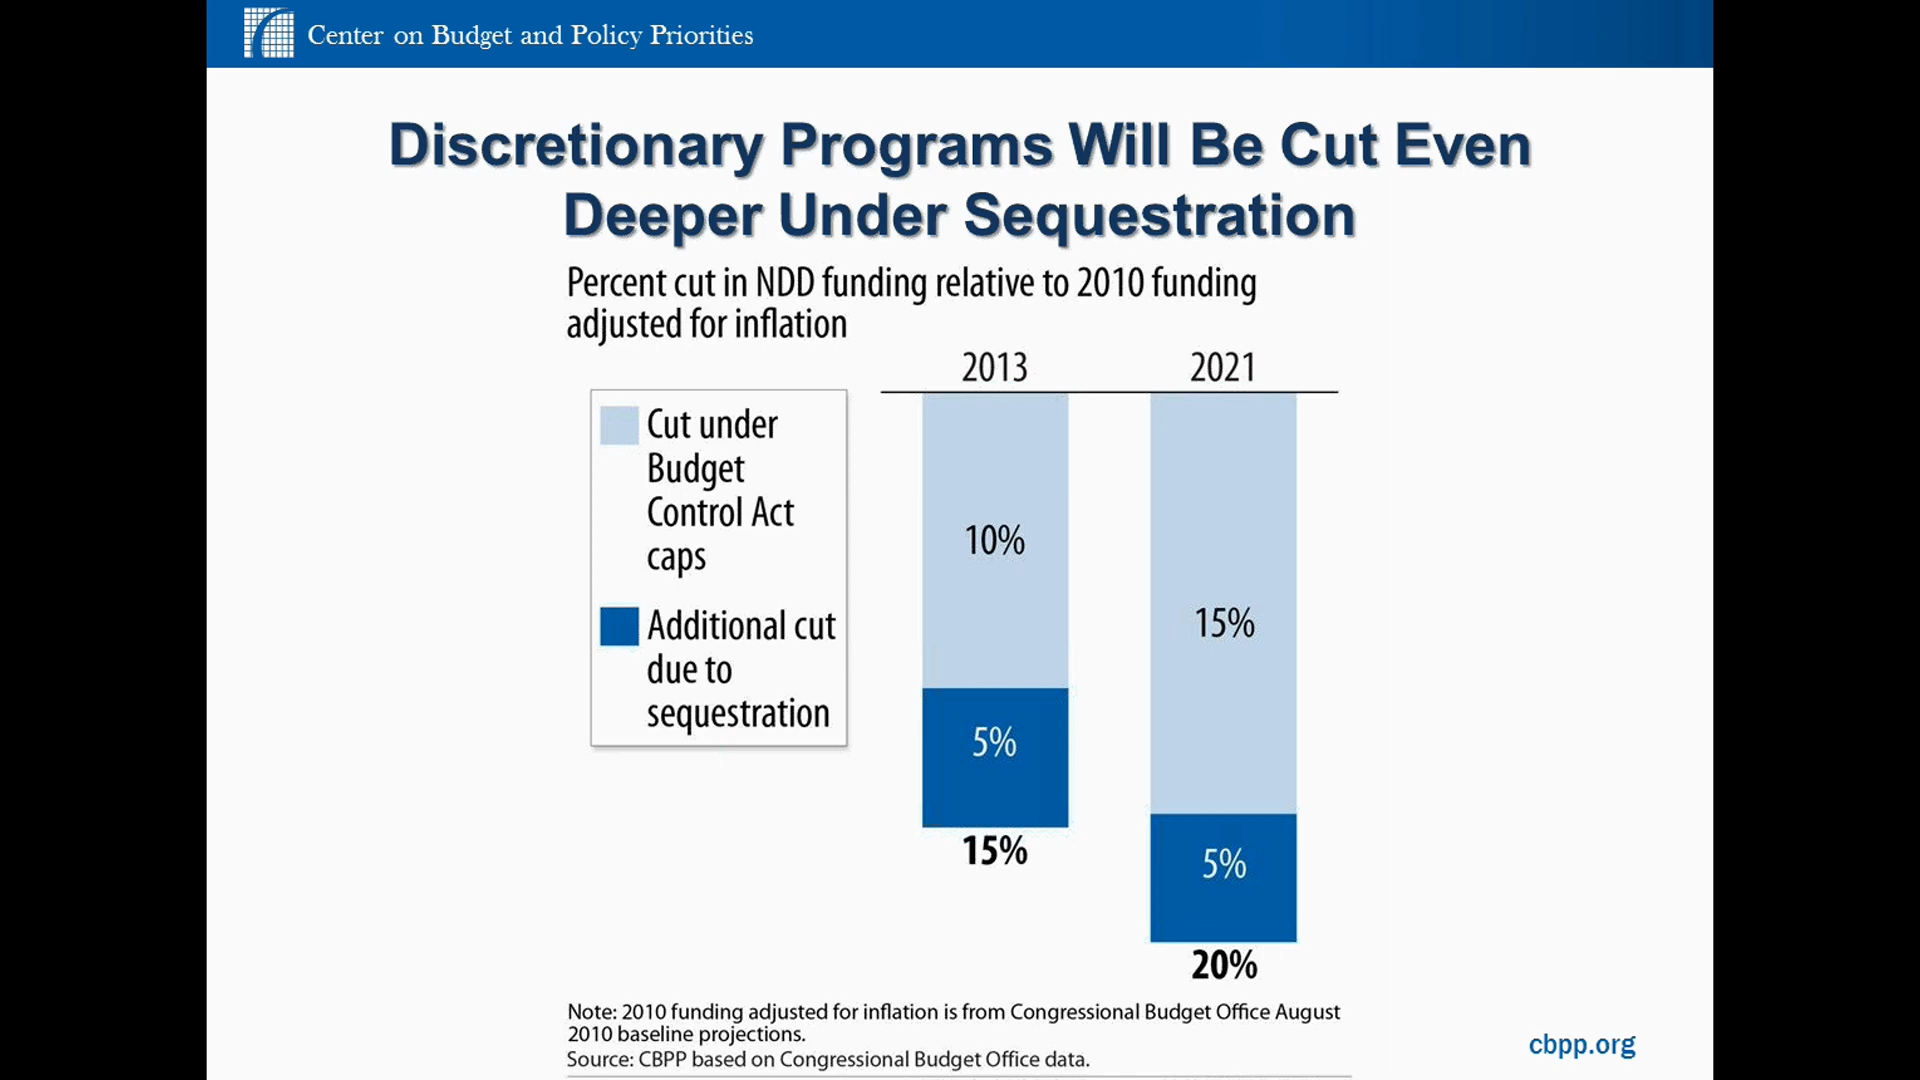 Center on Budget and Policy Priorities
Discretionary Programs Will Be Cut Even
Deeper Under Sequestration
Percent cut in NDD funding relative to 2010 funding
adjusted for inflation
2013 2021
Cut under
Budget
Control Act
caps
Additional cut
due to
sequestration
10%
15%
5%
15%
5%
20%
Note: 2010 funding adjusted for inflation is from Congressional Budget Office August
2010 baseline projections.
Source: CBPP based on Congressional Budget Office data.
cbpp.org